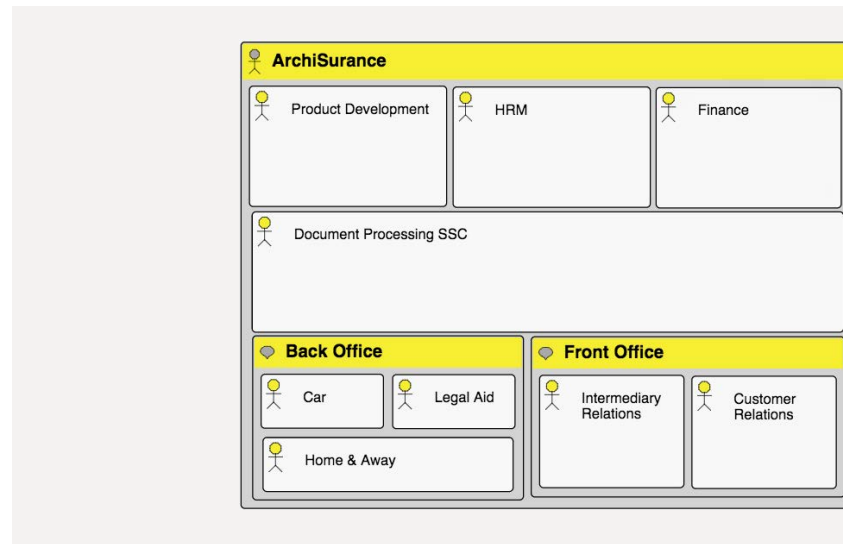 ArchiSurance
Product Development
HRM
Finance
Document Processing SSC
Back Office
Front Office
Car
Legal Aid
Intermediary
Relations
Customer
Relations
Home & Away